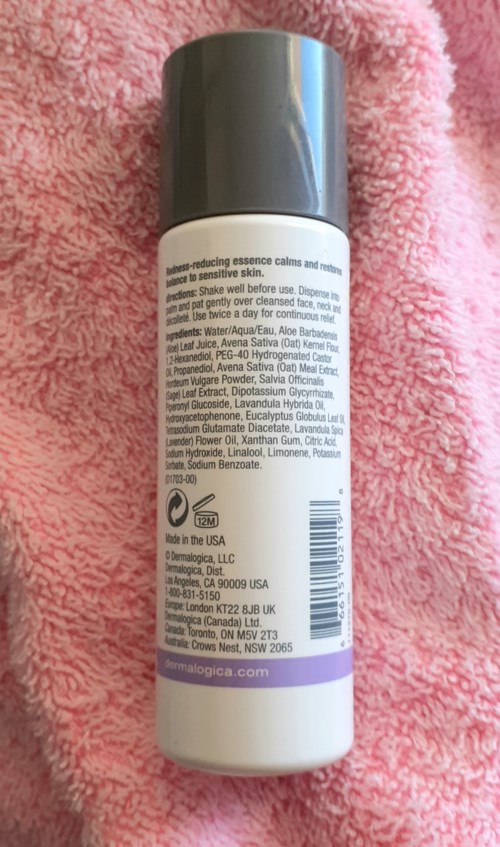 Redness-reducing essence calms and restores
balance to sensitive skin.
directions: Shake well before use. Dispense into
palm and pat gently over cleansed face, neck and
décolleté. Use twice a day for continuous relief.
Ingredients: Water/Aqua/Eau, Aloe Barbadensis
(Aloe) Leaf Juice, Avena Sativa (Oat) Kernel Flour,
1,2-Hexanediol, PEG-40 Hydrogenated Castor
Oil, Propanediol, Avena Sativa (Oat) Meal Extract,
Hordeum Vulgare Powder, Salvia Officinalis
(Sage) Leaf Extract, Dipotassium Glycyrrhizate,
Piperonyl Glucoside, Lavandula Hybrida Oil,
Hydroxyacetophenone, Eucalyptus Globulus Leaf Oil,
Tetrasodium Glutamate Diacetate, Lavandula Spica
(Lavender) Flower Oil, Xanthan Gum, Citric Acid,
Sodium Hydroxide, Linalool, Limonene, Potassium
Sorbate, Sodium Benzoate.
(D1703-00)
12M
Made in the USA
© Dermalogica, LLC
Dermalogica, Dist.
Los Angeles, CA 90009 USA
1-800-831-5150
Europe: London KT22 8JB UK
Dermalogica (Canada) Ltd.
Canada: Toronto, ON M5V 2T3
Australia: Crows Nest, NSW 2065
6 66151 02119 8
dermalogica.com